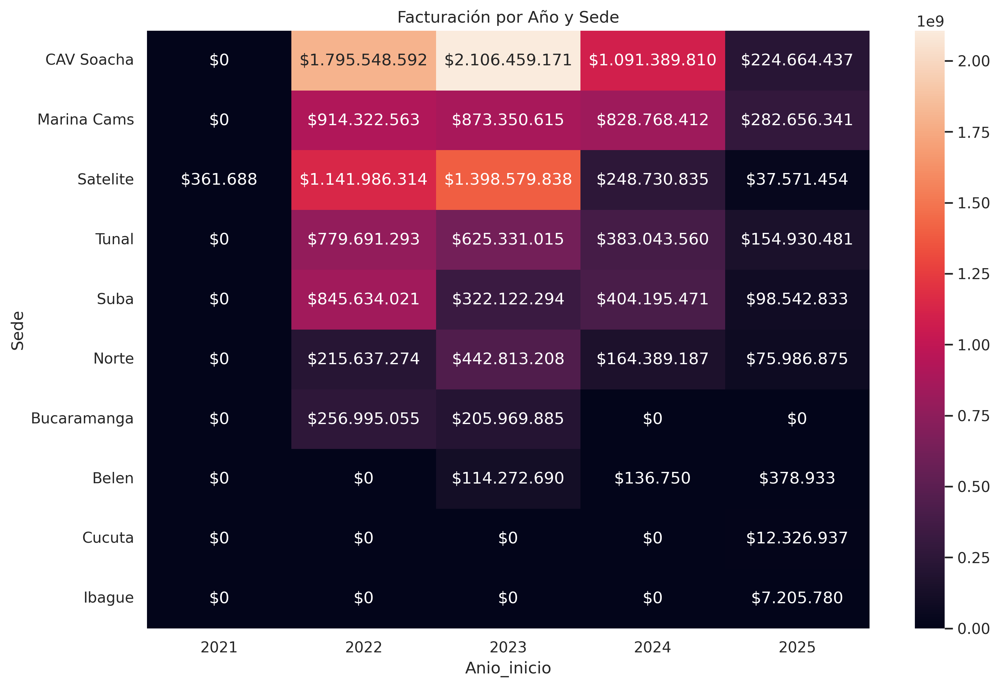 Facturación por Año y Sede
1e9
CAV Soacha $0 $1.795.548.592 $2.106.459.171 $1.091.389.810 $224.664.437
2.00
Marina Cams $0 $914.322.563 $873.350.615 $828.768.412 $282.656.341
1.75
Satelite $361.688 $1.141.986.314 $1.398.579.838 $248.730.835 $37.571.454
1.50
Tunal $0 $779.691.293 $625.331.015 $383.043.560 $154.930.481
1.25
Suba $0 $845.634.021 $322.122.294 $404.195.471 $98.542.833
Sede
1.00
Norte $0 $215.637.274 $442.813.208 $164.389.187 $75.986.875
0.75
Bucaramanga $0 $256.995.055 $205.969.885 $0 $0
Belen $0 $0 $114.272.690 $136.750 $378.933
0.50
Cucuta $0 $0 $0 $0 $12.326.937
0.25
Ibague $0 $0 $0 $0 $7.205.780
0.00
2021 2022 2023 2024 2025
Anio_inicio